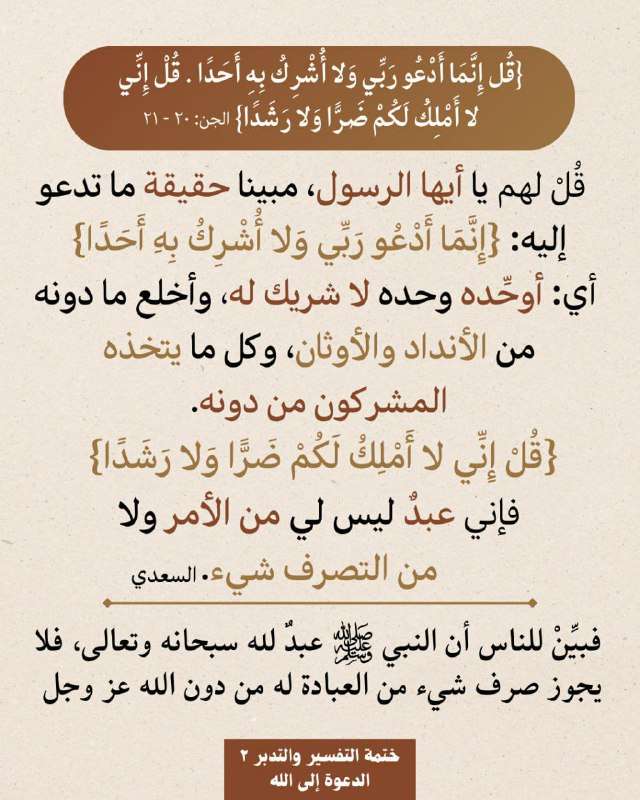 {قُل إِنَّمَا أَدْعُو رَبِّي وَلا أُشْرِكُ بِهِ أَحَدًا . قُلْ إِنِّي
لا أَمْلِكُ لَكُمْ ضَرًّا وَلا رَشَدًا} الجن: ٢٠ - ٢١
قُلْ لهم يا أيها الرسول، مبينا حقيقة ما تدعو
إليه: {إِنَّمَا أَدْعُو رَبِّي وَلا أُشْرِكُ بِهِ أَحَدًا}
أي: أوحِّده وحده لا شريك له، وأخلع ما دونه
من الأنداد والأوثان، وكل ما يتخذه
المشركون من دونه.
{قُلْ إِنِّي لا أَمْلِكُ لَكُمْ ضَرًّا وَلا رَشَدًا}
فإني عبدٌ ليس لي من الأمر ولا
من التصرف شيء. السعدي
فبيِّنْ للناس أن النبي ﷺ عبدٌ لله سبحانه وتعالى، فلا
يجوز صرف شيء من العبادة له من دون الله عز وجل
ختمة التفسير والتدبر ٢
الدعوة إلى الله